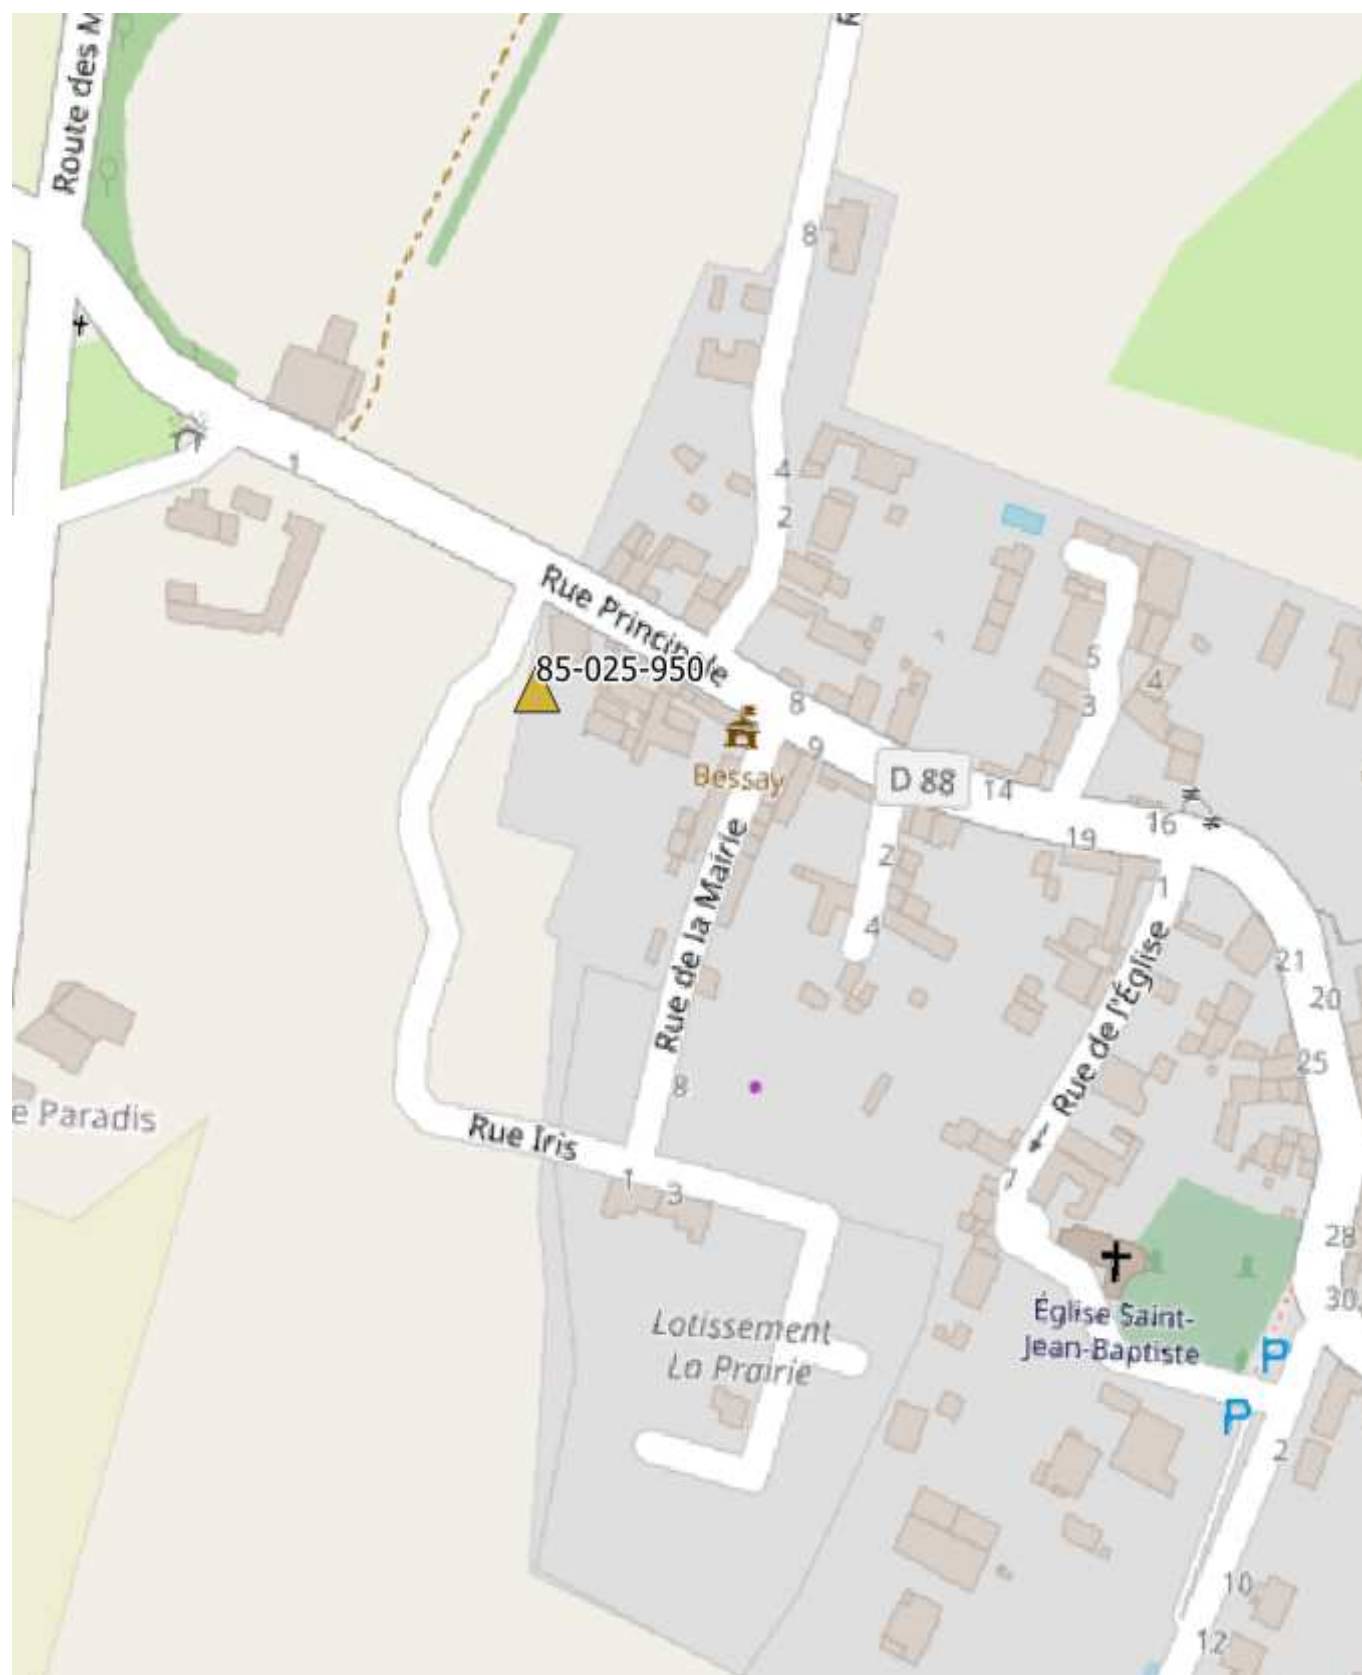 Route des M
8
4
2
1
Rue Principale
85-025-950
5
4
3
8
9
Bessay
D 88
14
16
19
2
1
4
Rue de la Mairie
Rue de l'Église
21
20
25
8
e Paradis
Rue Iris
1
3
7
28
30
Église Saint-
Jean-Baptiste
Lotissement
La Prairie
P
P
2
10
12